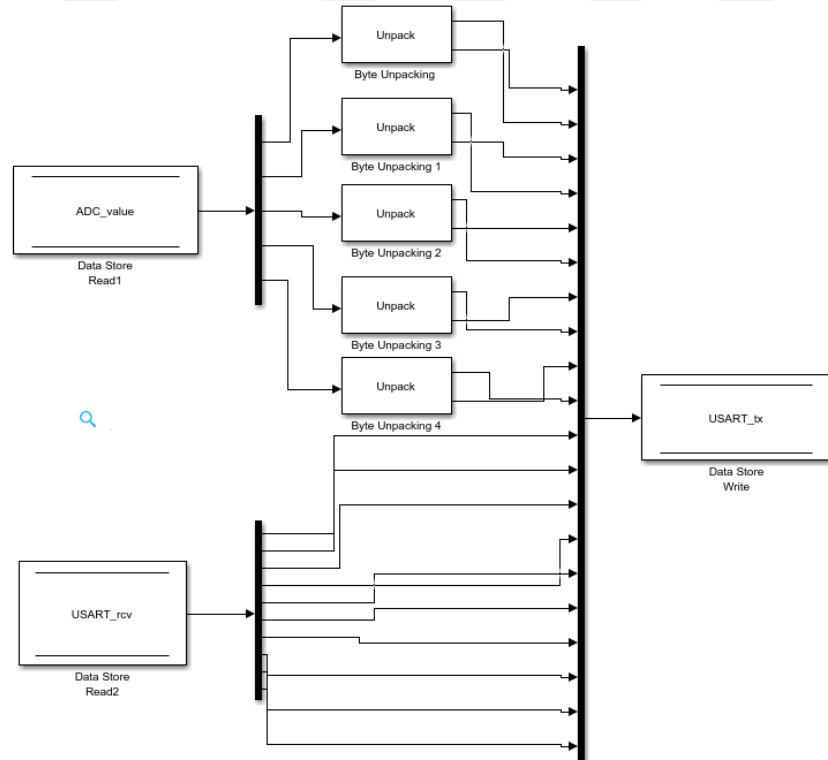 Unpack
Byte Unpacking
Unpack
Byte Unpacking 1
ADC_value
Data Store
Read1
Unpack
Byte Unpacking 2
Unpack
Byte Unpacking 3
Unpack
Byte Unpacking 4
USART_tx
Data Store
Write
USART_rcv
Data Store
Read2